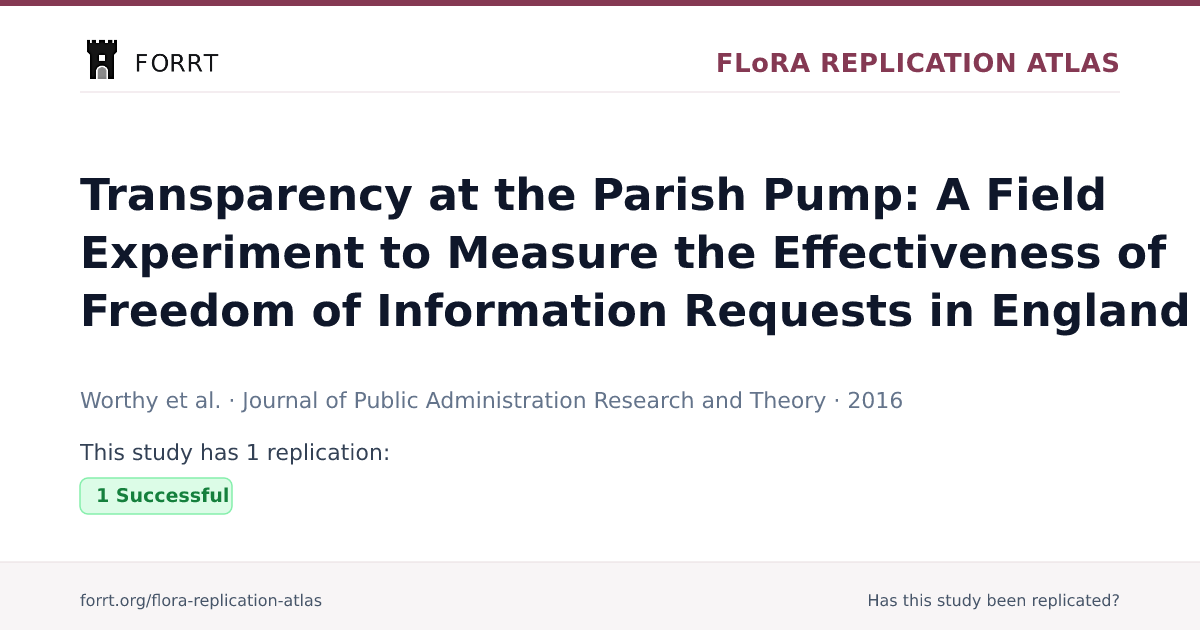 FORRT
FLoRA REPLICATION ATLAS
Transparency at the Parish Pump: A Field
Experiment to Measure the Effectiveness of
Freedom of Information Requests in England
Worthy et al. · Journal of Public Administration Research and Theory · 2016
This study has 1 replication:
1 Successful
forrt.org/flora-replication-atlas
Has this study been replicated?